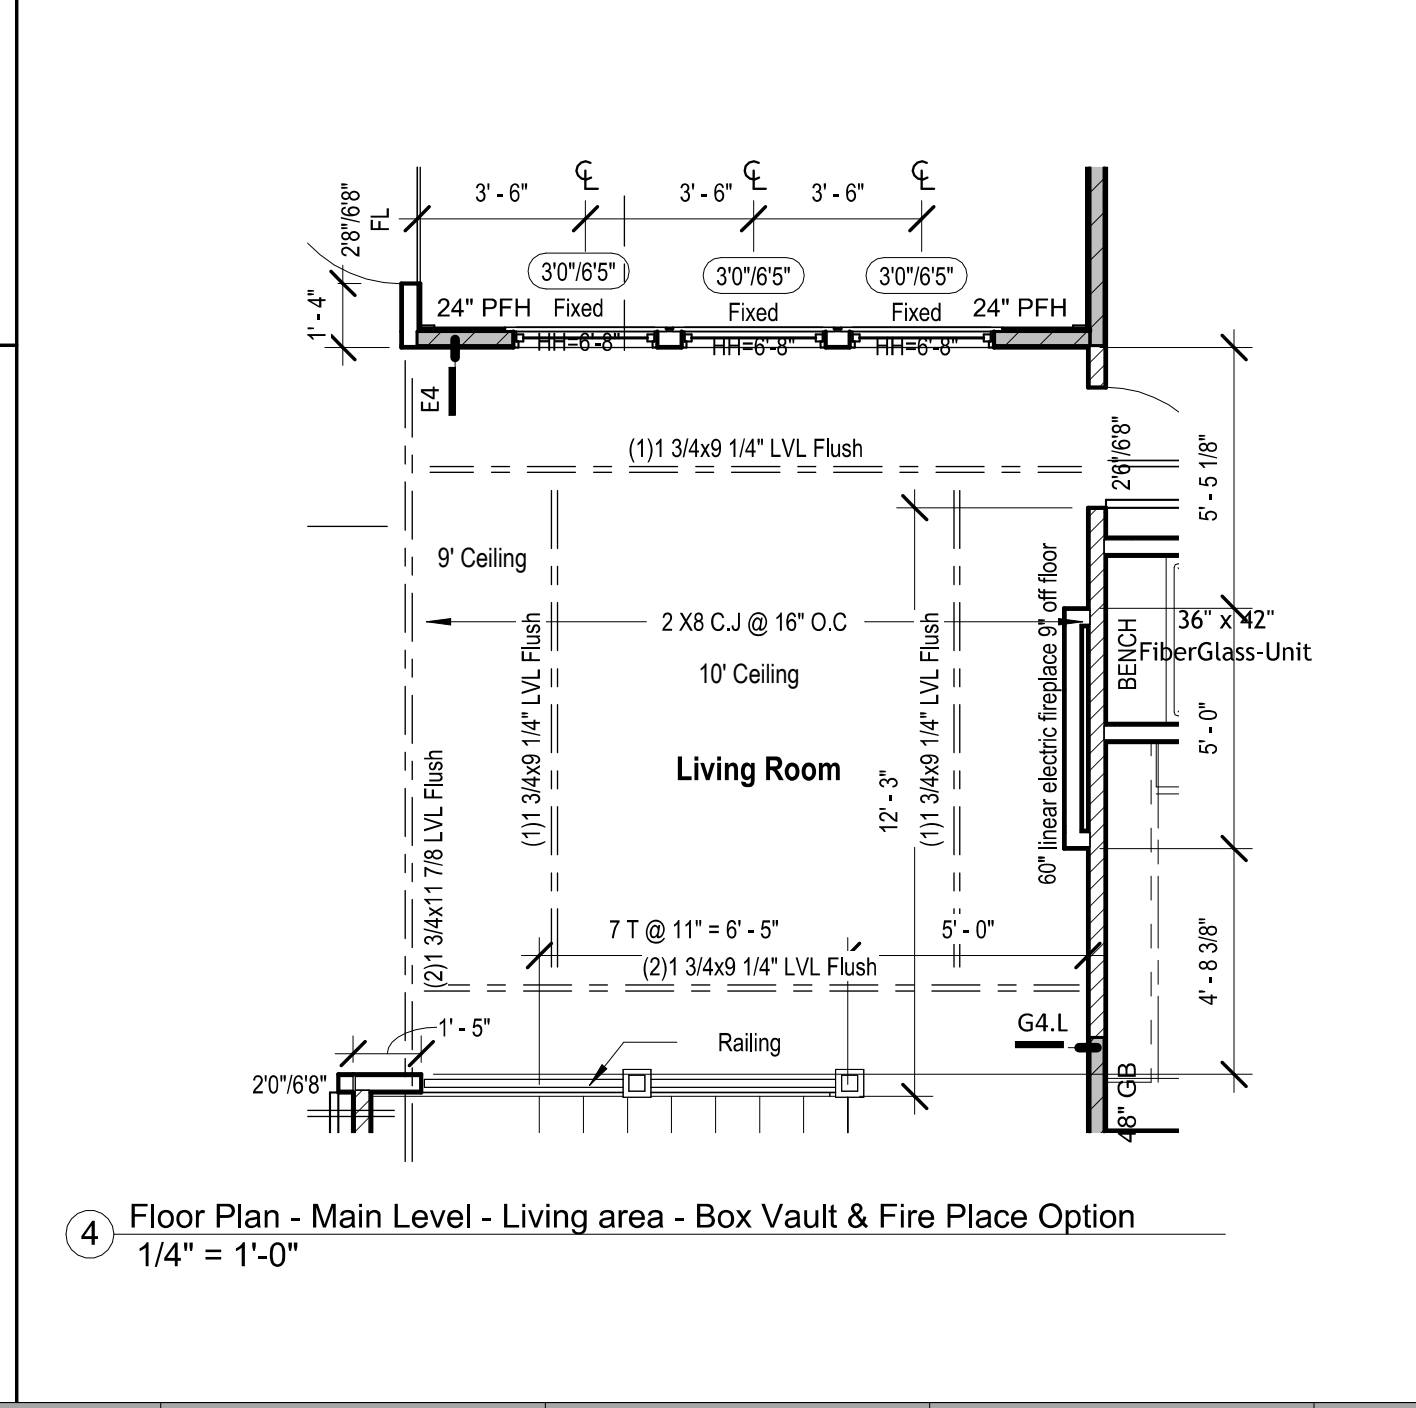 ℄ ℄ ℄
3' - 6" 3' - 6" 3' - 6"
2'8"/6'8"
FL
3'0"/6'5" 3'0"/6'5" 3'0"/6'5"
24" PFH Fixed Fixed Fixed 24" PFH
1' - 4"
HH=6'-8" HH=6'-8" HH=6'-8"
E4
(1)1 3/4x9 1/4" LVL Flush
2'6"/6'8"
5' - 5 1/8"
9' Ceiling
2 X8 C.J @ 16" O.C
10' Ceiling
(1)1 3/4x9 1/4" LVL Flush
(1)1 3/4x9 1/4" LVL Flush
60" linear electric fireplace 9" off floor
BENCH
36" x 42"
FiberGlass-Unit
5' - 0"
Living Room
12' - 3"
(2)1 3/4x11 7/8 LVL Flush
7 T @ 11" = 6' - 5"
5' - 0"
(2)1 3/4x9 1/4" LVL Flush
4' - 8 3/8"
1' - 5"
Railing
G4.L
2'0"/6'8"
48" GB
4 Floor Plan - Main Level - Living area - Box Vault & Fire Place Option
1/4" = 1'-0"